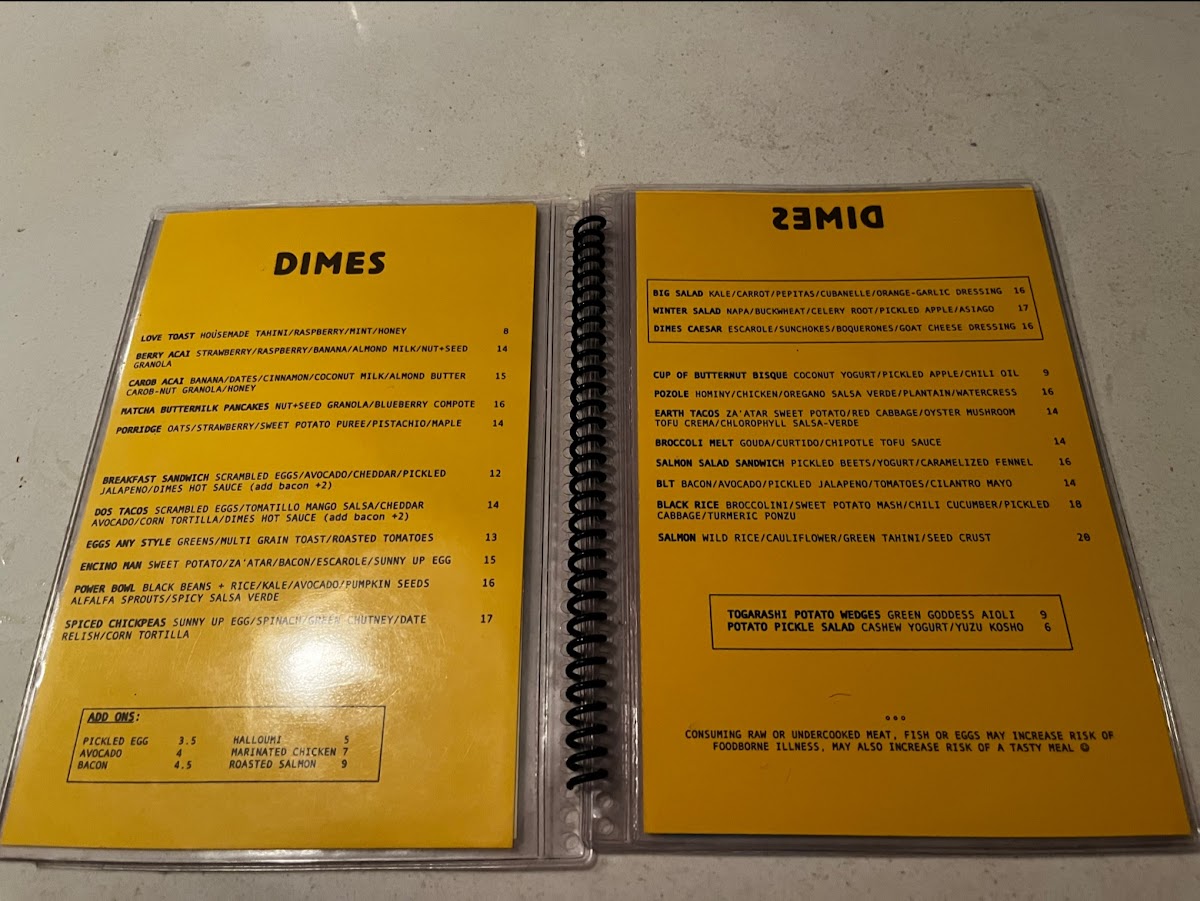 DIMES
LOVE TOAST HOUSEMADE TAHINI/RASPBERRY/MINT/HONEY 8
BERRY ACAI STRAWBERRY/RASPBERRY/BANANA/ALMOND MILK/NUT+SEED 14
GRANOLA
CAROB ACAI BANANA/DATES/CINNAMON/COCONUT MILK/ALMOND BUTTER 15
CAROB-NUT GRANOLA/HONEY
MATCHA BUTTERMILK PANCAKES NUT+SEED GRANOLA/BLUEBERRY COMPOTE 16
PORRIDGE OATS/STRAWBERRY/SWEET POTATO PUREE/PISTACHIO/MAPLE 14
BREAKFAST SANDWICH SCRAMBLED EGGS/AVOCADO/CHEDDAR/PICKLED 12
JALAPENO/DIMES HOT SAUCE (add bacon +2)
DOS TACOS SCRAMBLED EGGS/TOMATILLO MANGO SALSA/CHEDDAR 14
AVOCADO/CORN TORTILLA/DIMES HOT SAUCE (add bacon +2)
EGGS ANY STYLE GREENS/MULTI GRAIN TOAST/ROASTED TOMATOES 13
ENCINO MAN SWEET POTATO/ZA'ATAR/BACON/ESCAROLE/SUNNY UP EGG 15
POWER BOWL BLACK BEANS + RICE/KALE/AVOCADO/PUMPKIN SEEDS 16
ALFALFA SPROUTS/SPICY SALSA VERDE
SPICED CHICKPEAS SUNNY UP EGG/SPINACH/GREEN CHUTNEY/DATE 17
RELISH/CORN TORTILLA
ADD ONS:
PICKLED EGG 3.5 HALLOUMI 5
AVOCADO 4 MARINATED CHICKEN 7
BACON 4.5 ROASTED SALMON 9
DIMES
BIG SALAD KALE/CARROT/PEPITAS/CUBANELLE/ORANGE-GARLIC DRESSING 16
WINTER SALAD NAPA/BUCKWHEAT/CELERY ROOT/PICKLED APPLE/ASIAGO 17
DIMES CAESAR ESCAROLE/SUNCHOKES/BOQUERONES/GOAT CHEESE DRESSING 16
CUP OF BUTTERNUT BISQUE COCONUT YOGURT/PICKLED APPLE/CHILI OIL 9
POZOLE HOMINY/CHICKEN/OREGANO SALSA VERDE/PLANTAIN/WATERCRESS 16
EARTH TACOS ZA'ATAR SWEET POTATO/RED CABBAGE/OYSTER MUSHROOM 14
TOFU CREMA/CHLOROPHYLL SALSA-VERDE
BROCCOLI MELT GOUDA/CURTIDO/CHIPOTLE TOFU SAUCE 14
SALMON SALAD SANDWICH PICKLED BEETS/YOGURT/CARAMELIZED FENNEL 16
BLT BACON/AVOCADO/PICKLED JALAPENO/TOMATOES/CILANTRO MAYO 14
BLACK RICE BROCCOLINI/SWEET POTATO MASH/CHILI CUCUMBER/PICKLED 18
CABBAGE/TURMERIC PONZU
SALMON WILD RICE/CAULIFLOWER/GREEN TAHINI/SEED CRUST 20
TOGARASHI POTATO WEDGES GREEN GODDESS AIOLI 9
POTATO PICKLE SALAD CASHEW YOGURT/YUZU KOSHO 6
CONSUMING RAW OR UNDERCOOKED MEAT, FISH OR EGGS MAY INCREASE RISK OF
FOODBORNE ILLNESS, MAY ALSO INCREASE RISK OF A TASTY MEAL ☺